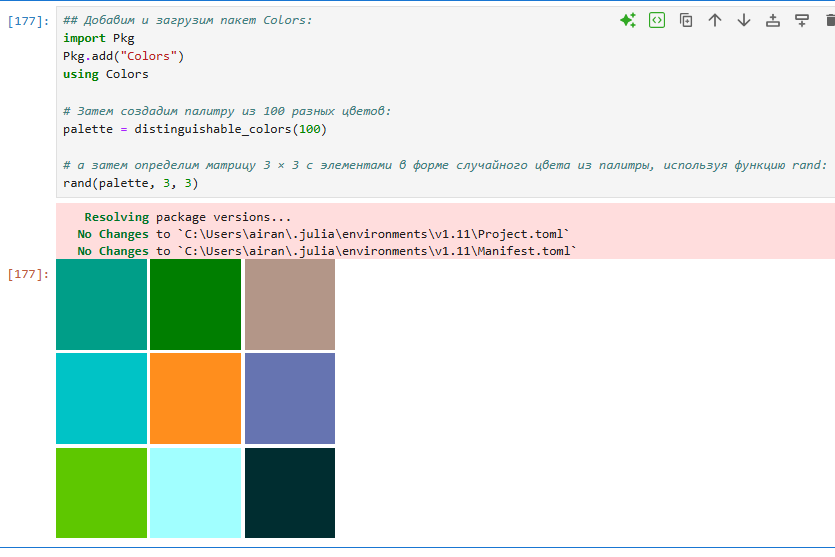 [177]:
## Добавим и загрузим пакет Colors:
import Pkg
Pkg.add("Colors")
using Colors
# Затем создадим палитру из 100 разных цветов:
palette = distinguishable_colors(100)
# а затем определим матрицу 3 × 3 с элементами в форме случайного цвета из палитры, используя функцию rand:
rand(palette, 3, 3)
Resolving package versions...
No Changes to `C:\Users\airan\.julia\environments\v1.11\Project.toml`
No Changes to `C:\Users\airan\.julia\environments\v1.11\Manifest.toml`
[177]: